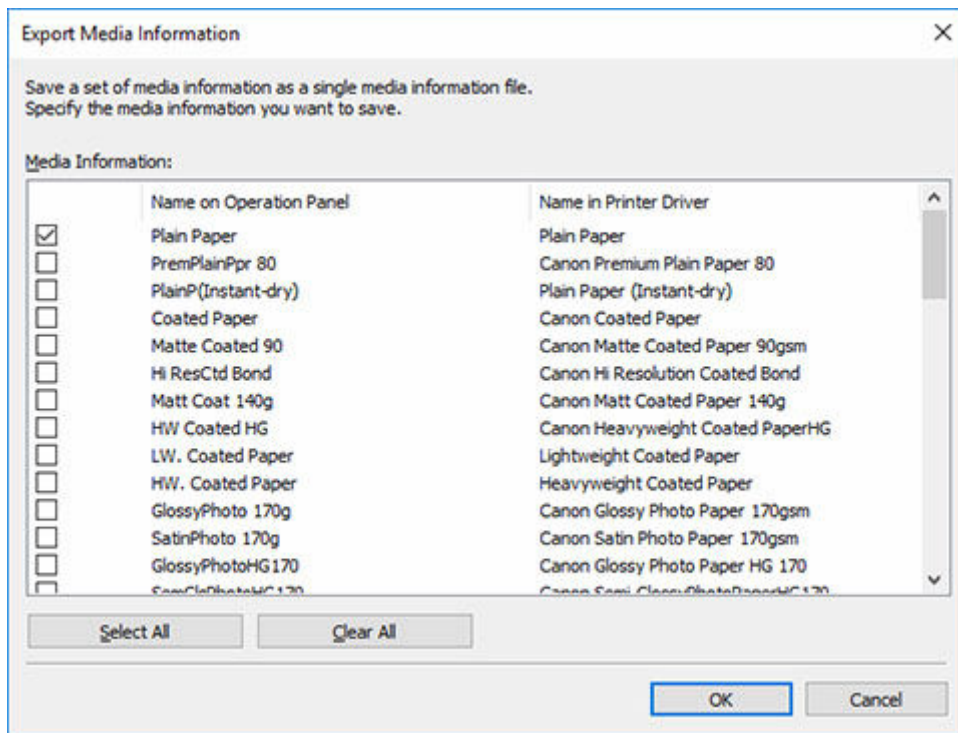 Export Media Information
Save a set of media information as a single media information file.
Specify the media information you want to save.
Media Information:
Name on Operation Panel Name in Printer Driver
Plain Paper Plain Paper
PremPlainPpr 80 Canon Premium Plain Paper 80
PlainP(Instant-dry) Plain Paper (Instant-dry)
Coated Paper Canon Coated Paper
Matte Coated 90 Canon Matte Coated Paper 90gsm
Hi ResCtd Bond Canon Hi Resolution Coated Bond
Matt Coat 140g Canon Matt Coated Paper 140g
HW Coated HG Canon Heavyweight Coated PaperHG
LW. Coated Paper Lightweight Coated Paper
HW. Coated Paper Heavyweight Coated Paper
GlossyPhoto 170g Canon Glossy Photo Paper 170gsm
SatinPhoto 170g Canon Satin Photo Paper 170gsm
GlossyPhotoHG170 Canon Glossy Photo Paper HG 170
SemGlsPhotoHG170 Canon Semi-GlossyPhotoPaperHG170
Select All Clear All
OK Cancel